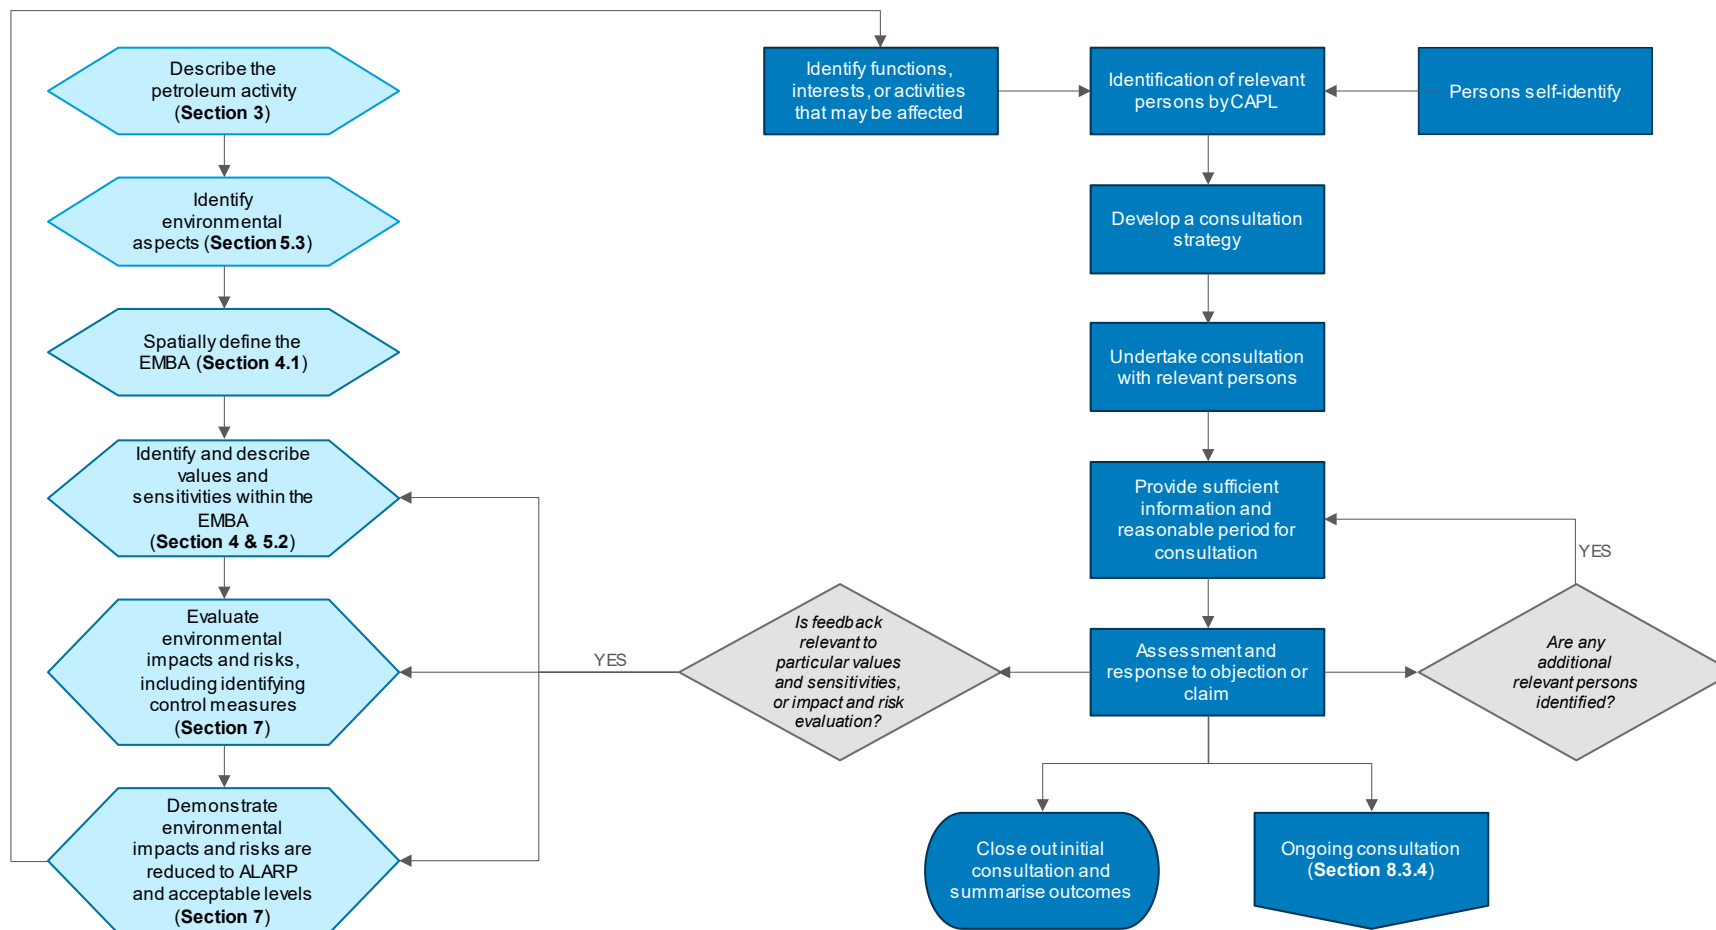 Describe the
petroleum activity
(Section 3)
Identify
environmental
aspects (Section 5.3)
Spatially define the
EMBA (Section 4.1)
Identify and describe
values and
sensitivities within the
EMBA
(Section 4 & 5.2)
Evaluate
environmental
impacts and risks,
including identifying
control measures
(Section 7)
Demonstrate
environmental
impacts and risks are
reduced to ALARP
and acceptable levels
(Section 7)
Identify functions,
interests, or activities
that may be affected
Identification of relevant
persons by CAPL
Persons self-identify
Develop a consultation
strategy
Undertake consultation
with relevant persons
Provide sufficient
information and
reasonable period for
consultation
YES
Is feedback
relevant to
particular values
and sensitivities,
or impact and risk
evaluation?
YES
Assessment and
response to objection or
claim
Are any
additional
relevant persons
identified?
Close out initial
consultation and
summarise outcomes
Ongoing consultation
(Section 8.3.4)